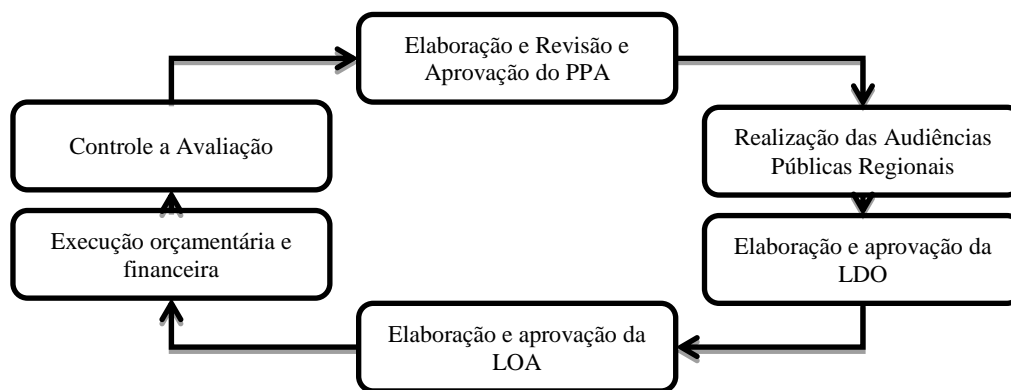 Elaboração e Revisão e
Aprovação do PPA
Realização das Audiências
Públicas Regionais
Elaboração e aprovação da
LDO
Elaboração e aprovação da
LOA
Execução orçamentária e
financeira
Controle a Avaliação